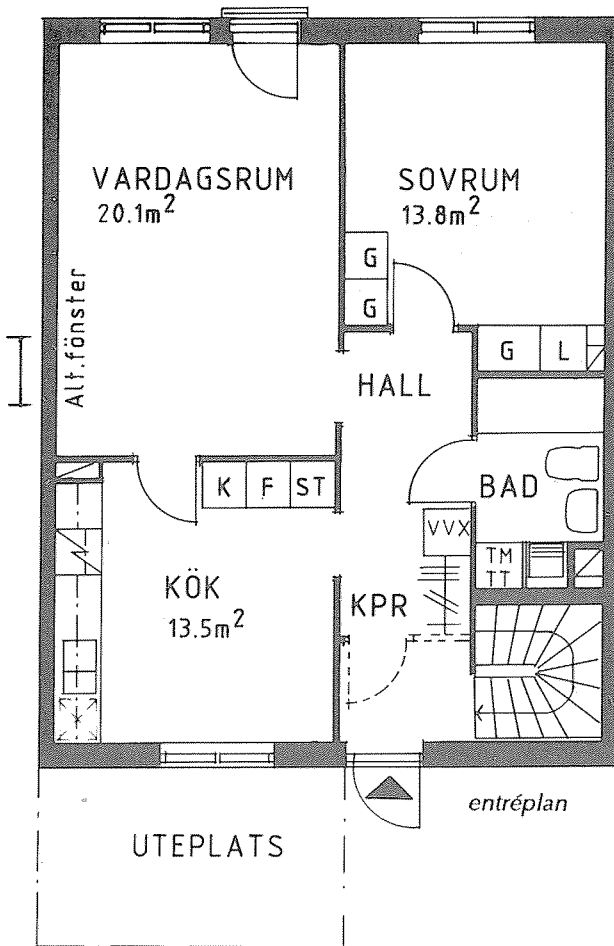 VARDAGSRUM
20.1m²
SOVRUM
13.8m²
G
G
Alt.fönster
G L
HALL
K F ST
BAD
VVX
TM
TT
KÖK
13.5m²
KPR
entréplan
UTEPLATS